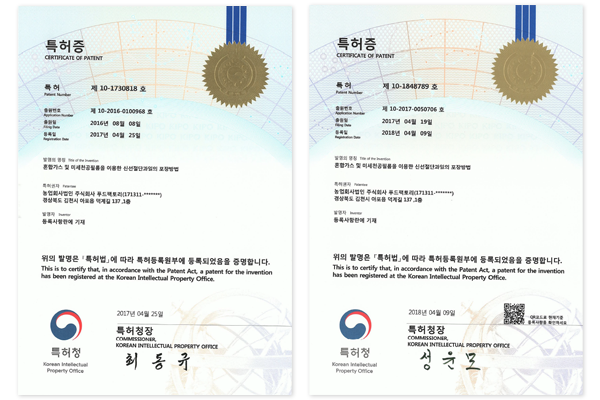 특허증
CERTIFICATE OF PATENT
특허 제 10-1730818 호
Patent Number
출원번호 제 10-2016-0100968 호
Application Number
출원일 2016년 08월 08일
Filing Date
등록일 2017년 04월 25일
Registration Date
발명의 명칭 Title of the Invention
혼합가스 및 미세천공필름을 이용한 신선절단과일의 포장방법
특허권자 Patentee
농업회사법인 주식회사 푸드팩토리(171311-*******)
경상북도 김천시 아포읍 덕계길 137 ,1층
발명자 Inventor
등록사항란에 기재
위의 발명은 「특허법」에 따라 특허등록원부에 등록되었음을 증명합니다.
This is to certify that, in accordance with the Patent Act, a patent for the invention
has been registered at the Korean Intellectual Property Office.
2017년 04월 25일
특허청장
COMMISSIONER,
KOREAN INTELLECTUAL PROPERTY OFFICE
최동규
특허청
Korean Intellectual
Property Office
특허증
CERTIFICATE OF PATENT
특허 제 10-1848789 호
Patent Number
출원번호 제 10-2017-0050706 호
Application Number
출원일 2017년 04월 19일
Filing Date
등록일 2018년 04월 09일
Registration Date
발명의 명칭 Title of the Invention
혼합가스 및 미세천공필름을 이용한 신선절단과일의 포장방법
특허권자 Patentee
농업회사법인 주식회사 푸드팩토리(171311-*******)
경상북도 김천시 아포읍 덕계길 137 ,1층
발명자 Inventor
등록사항란에 기재
위의 발명은 「특허법」에 따라 특허등록원부에 등록되었음을 증명합니다.
This is to certify that, in accordance with the Patent Act, a patent for the invention
has been registered at the Korean Intellectual Property Office.
2018년 04월 09일
QR코드로 현재기준
등록사항을 확인하세요
특허청장
COMMISSIONER,
KOREAN INTELLECTUAL PROPERTY OFFICE
성윤모
특허청
Korean Intellectual
Property Office